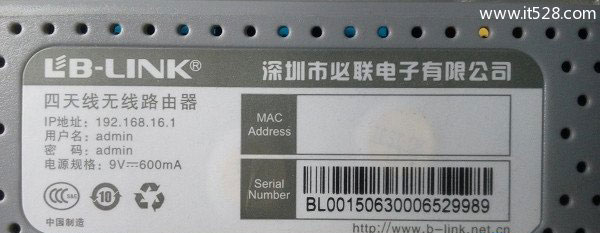 www.it528.com
LB-LINK® 深圳市必联电子有限公司
四天线无线路由器
IP地址: 192.168.16.1
用户名: admin
密 码: admin
电源规格: 9V⎓600mA
MAC
Address
Serial
Number
BL00150630006529989
CCC S&E
10
中国制造
http://www.b-link.net.cn